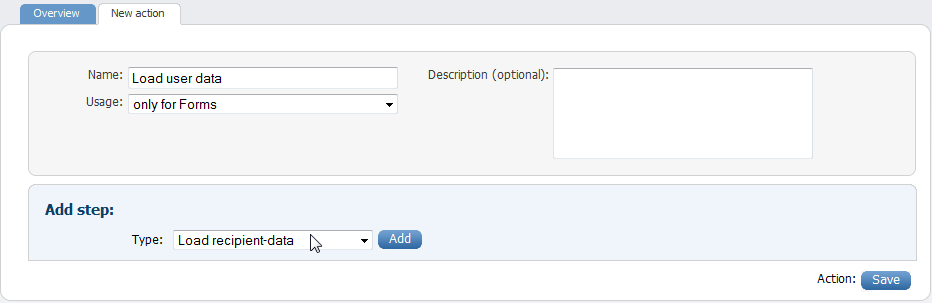 Overview
New action
Name: Load user data
Description (optional):
Usage: only for Forms
Add step:
Type: Load recipient-data Add
Action: Save